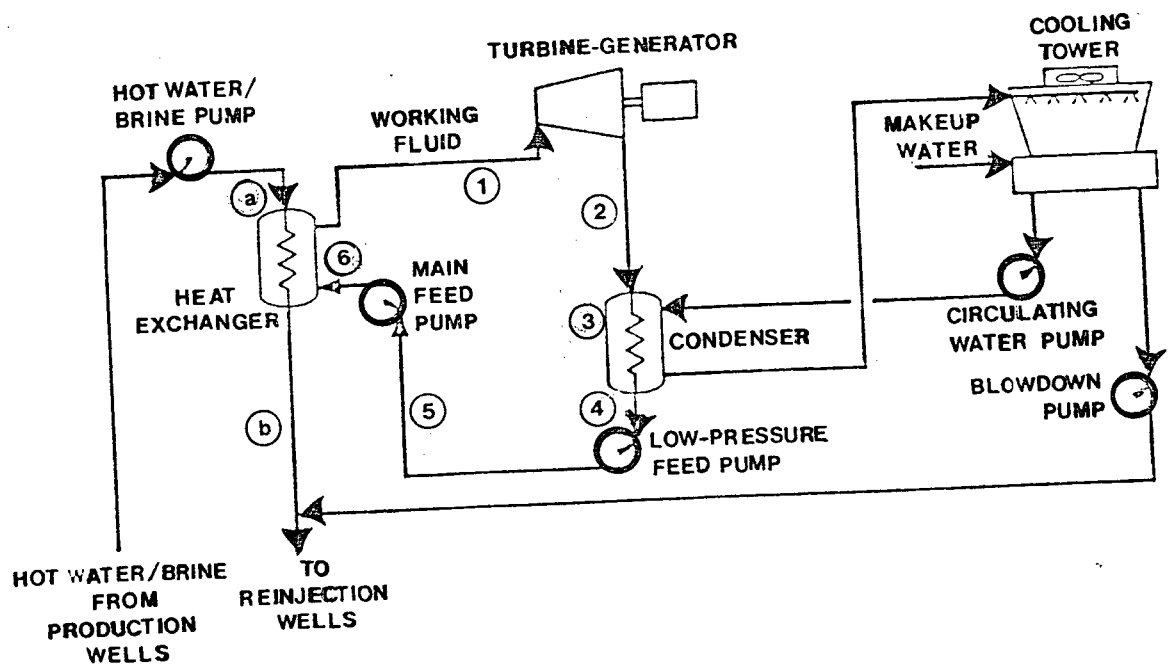 COOLING
TOWER
TURBINE-GENERATOR
HOT WATER/
BRINE PUMP
WORKING
FLUID
MAKEUP
WATER
a
1
2
6
MAIN
FEED
PUMP
HEAT
EXCHANGER
3
CONDENSER
CIRCULATING
WATER PUMP
BLOWDOWN
PUMP
b
5
4
LOW-PRESSURE
FEED PUMP
HOT WATER/BRINE
FROM
PRODUCTION
WELLS
TO
REINJECTION
WELLS